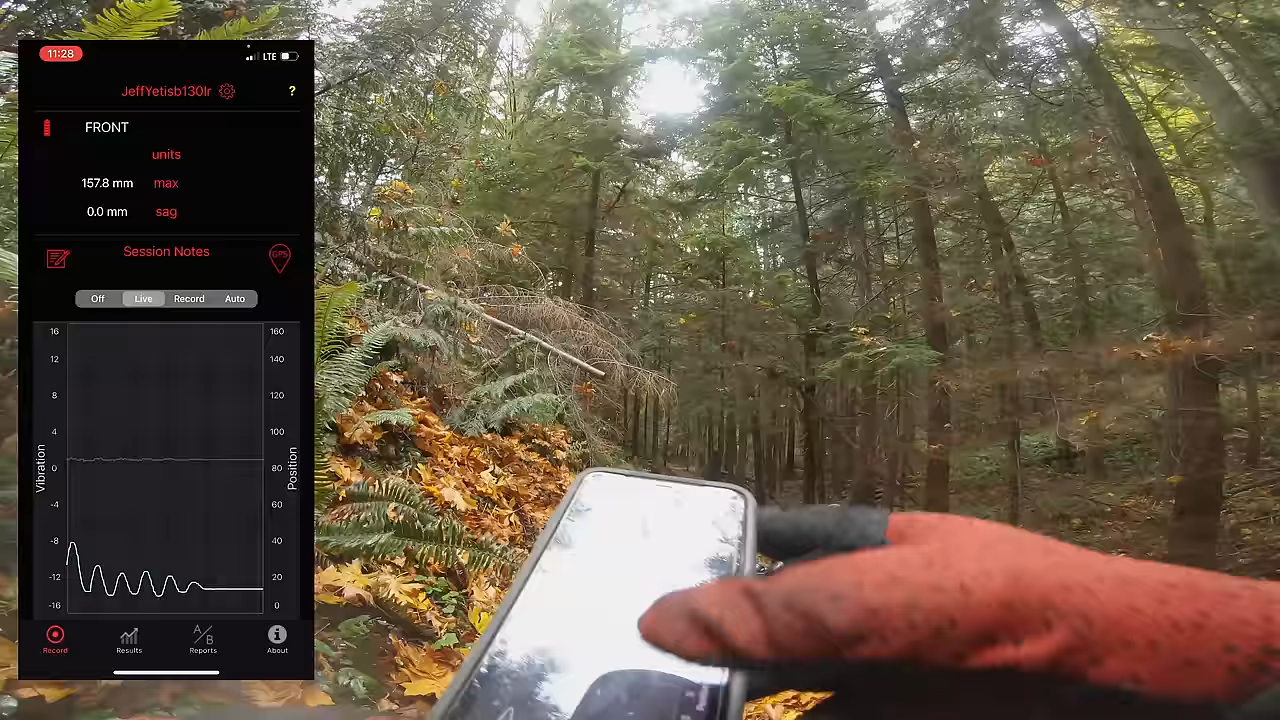 11:28
LTE
JeffYetisb130lr
?
FRONT
units
157.8 mm max
0.0 mm sag
Session Notes
GPS
Off Live Record Auto
16 160
12 140
8 120
4 100
0 80
-4 60
-8 40
-12 20
-16 0
Vibration
Position
A/B
Record Results Reports About